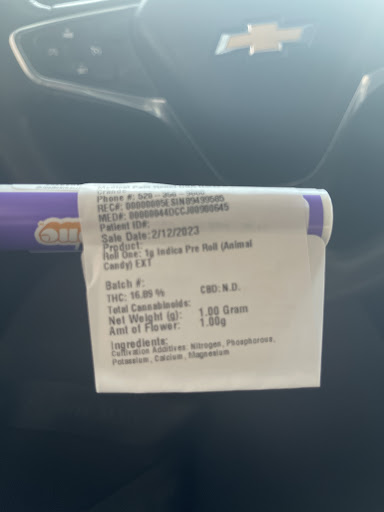 REC#: 00000005ESIN09499585
MED#: 00000044OCCJ00900645
Patient ID#:
Sale Date:2/12/2023
Product:
Roll One: 1g Indica Pre Roll (Animal
Candy) EXT
Batch #:
THC: 16.89 % CBD: N.D.
Total Cannabinoids:
Net Weight (g): 1.00 Gram
Amt of Flower: 1.00g
Ingredients:
Cultivation Additives: Nitrogen, Phosphorous,
Potassium, Calcium, Magnesium